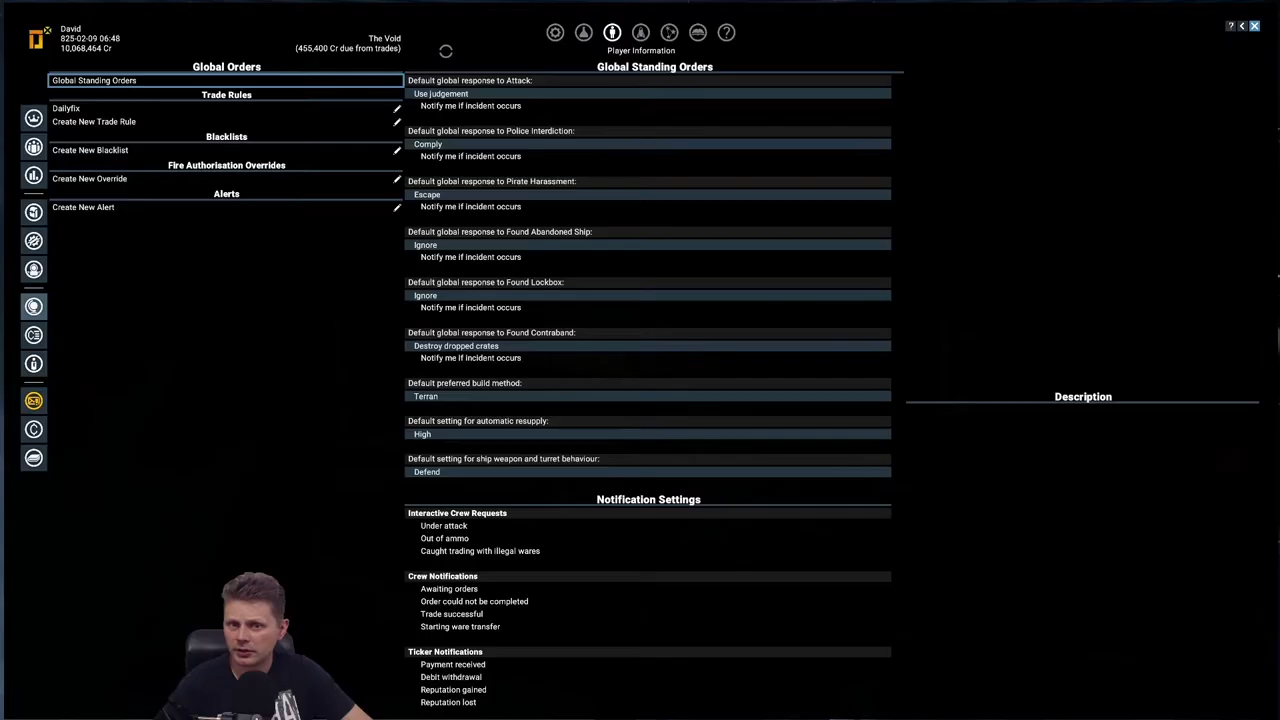 David
825-02-09 06:48
10,068,464 Cr
The Void
(455,400 Cr due from trades)
Player Information
?
Global Orders
Global Standing Orders
Trade Rules
Dailyfix
Create New Trade Rule
Blacklists
Create New Blacklist
Fire Authorisation Overrides
Create New Override
Alerts
Create New Alert
Global Standing Orders
Default global response to Attack:
Use judgement
Notify me if incident occurs
Default global response to Police Interdiction:
Comply
Notify me if incident occurs
Default global response to Pirate Harassment:
Escape
Notify me if incident occurs
Default global response to Found Abandoned Ship:
Ignore
Notify me if incident occurs
Default global response to Found Lockbox:
Ignore
Notify me if incident occurs
Default global response to Found Contraband:
Destroy dropped crates
Notify me if incident occurs
Default preferred build method:
Terran
Default setting for automatic resupply:
High
Default setting for ship weapon and turret behaviour:
Defend
Notification Settings
Interactive Crew Requests
Under attack
Out of ammo
Caught trading with illegal wares
Crew Notifications
Awaiting orders
Order could not be completed
Trade successful
Starting ware transfer
Ticker Notifications
Payment received
Debit withdrawal
Reputation gained
Reputation lost
Description